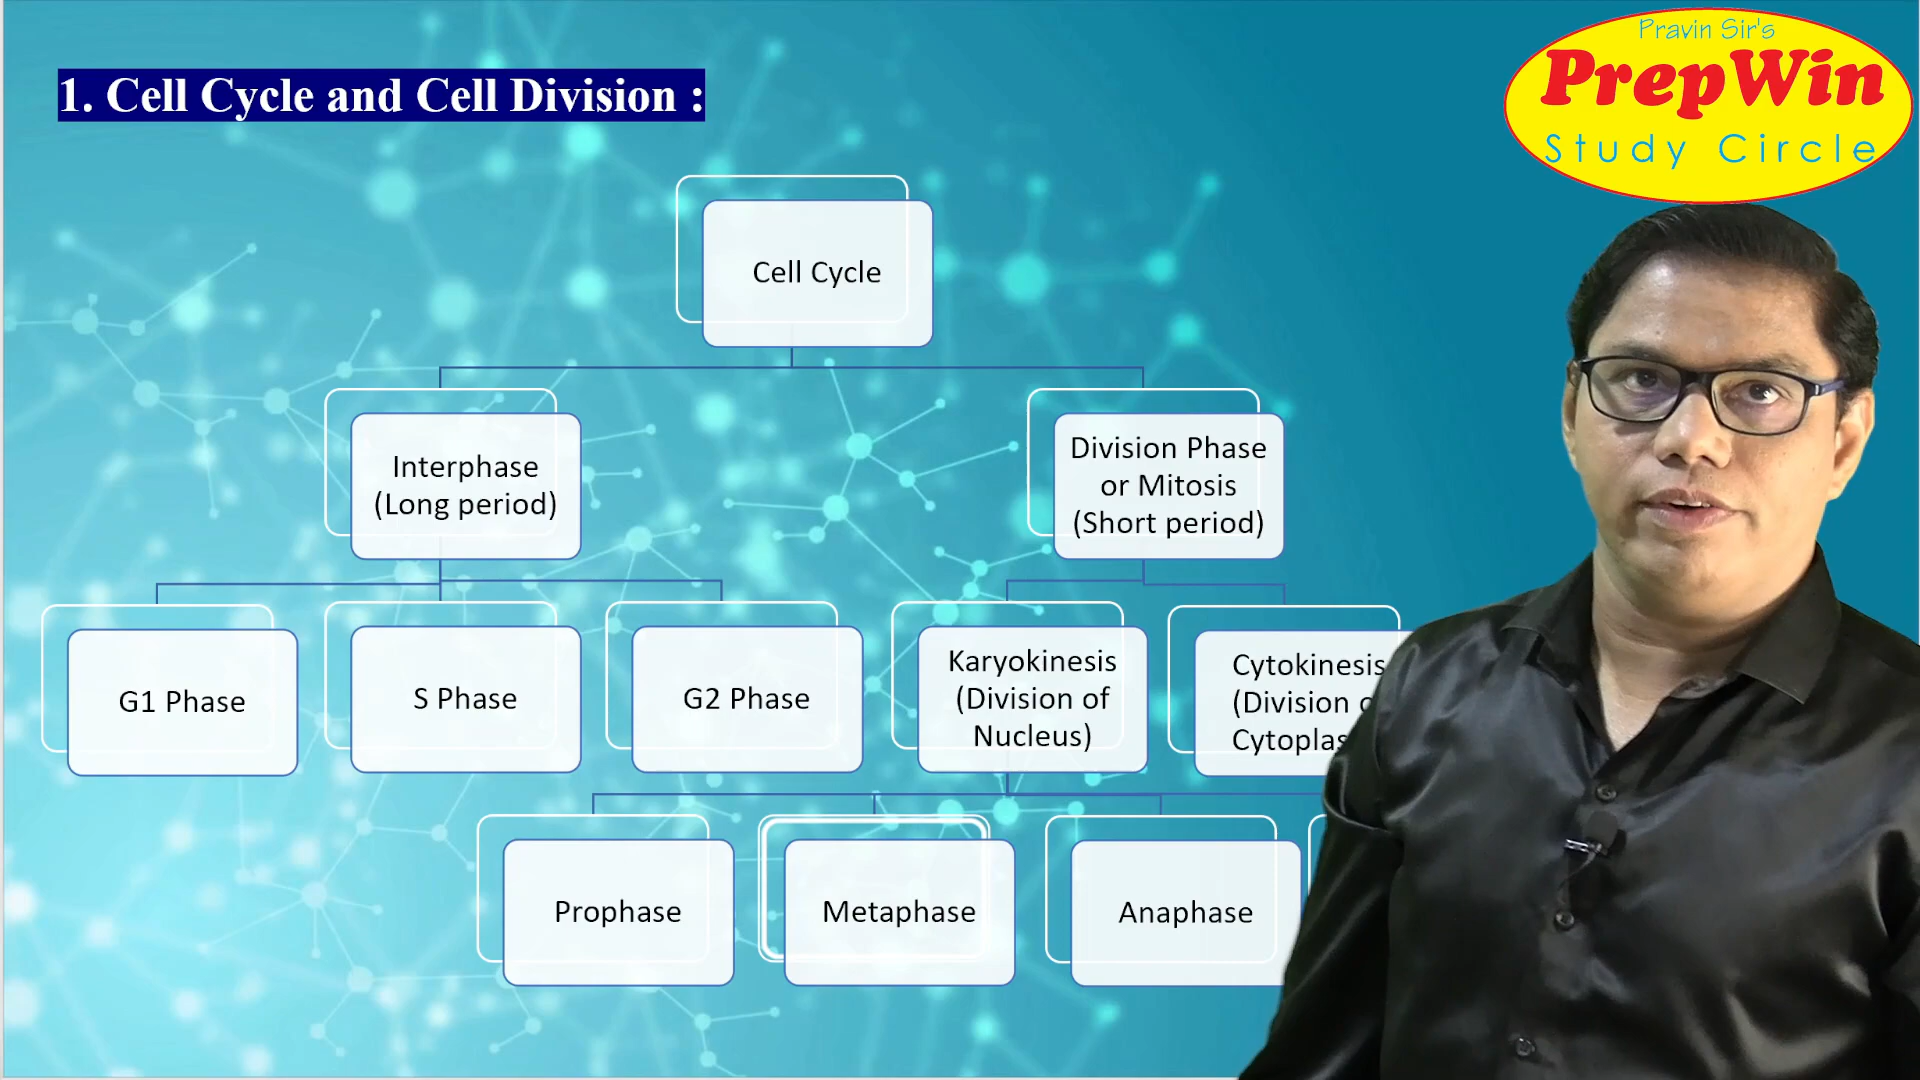 Pravin Sir's
PrepWin
Study Circle
1. Cell Cycle and Cell Division :
Cell Cycle
Interphase
(Long period)
Division Phase
or Mitosis
(Short period)
G1 Phase
S Phase
G2 Phase
Karyokinesis
(Division of
Nucleus)
Cytokinesis
(Division
Prophase
Metaphase
Anaphase